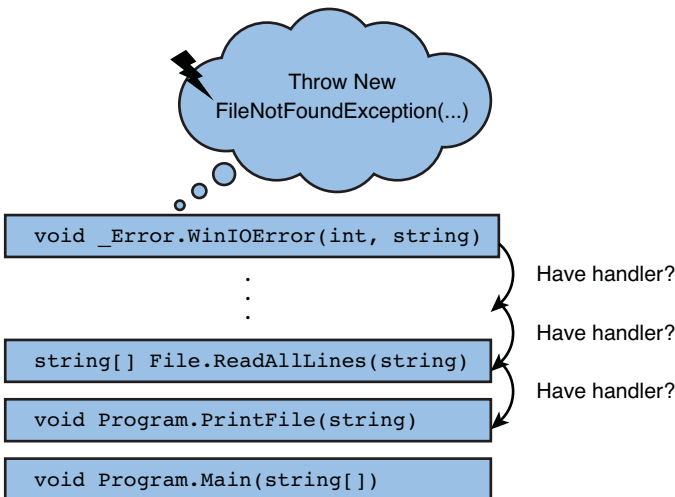 Throw New
FileNotFoundException(...)
void _Error.WinIOError(int, string)
.
.
.
Have handler?
Have handler?
string[] File.ReadAllLines(string)
Have handler?
void Program.PrintFile(string)
void Program.Main(string[])